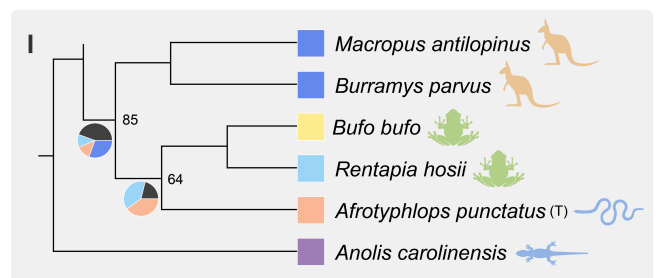 I
Macropus antilopinus
Burramys parvus
85
Bufo bufo
Rentapia hosii
64
Afrotyphlops punctatus (T)
Anolis carolinensis